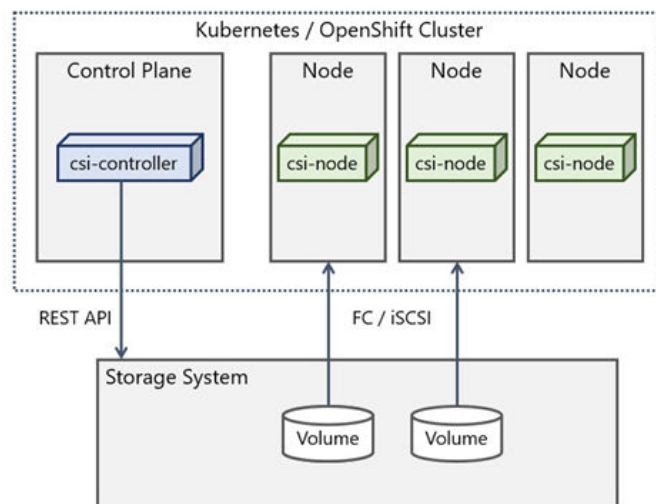 Kubernetes / OpenShift Cluster
Control Plane
Node
Node
Node
csi-controller
csi-node
csi-node
csi-node
REST API
FC / iSCSI
Storage System
Volume
Volume